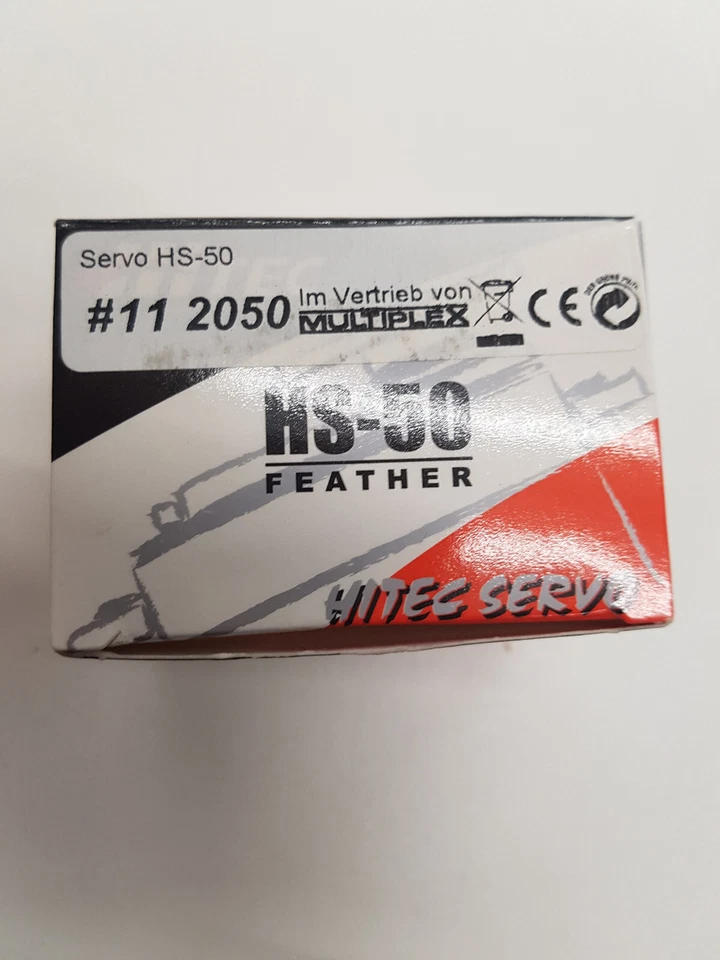 Servo HS-50
#11 2050 Im Vertrieb von
MULTIPLEX
CE
HS-50
FEATHER
HITEC SERVO